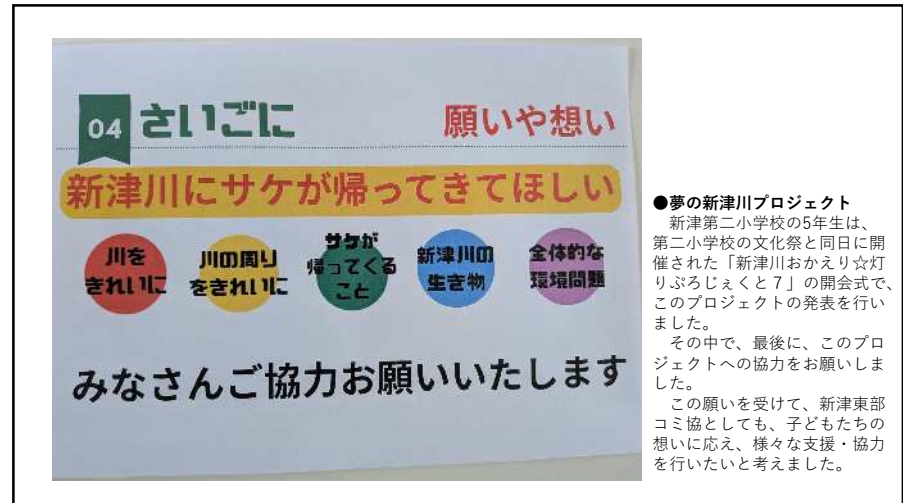 04 さいごに 願いや想い
新津川にサケが帰ってきてほしい
川を
きれいに
川の周り
をきれいに
サケが
帰ってくる
こと
新津川の
生き物
全体的な
環境問題
みなさんご協力お願いいたします
●夢の新津川プロジェクト
　新津第二小学校の5年生は、
第二小学校の文化祭と同日に開
催された「新津川おかえり☆灯
りぷろじぇくと７」の開会式で、
このプロジェクトの発表を行い
ました。
　その中で、最後に、このプロ
ジェクトへの協力をお願いしま
した。
　この願いを受けて、新津東部
コミ協としても、子どもたちの
想いに応え、様々な支援・協力
を行いたいと考えました。